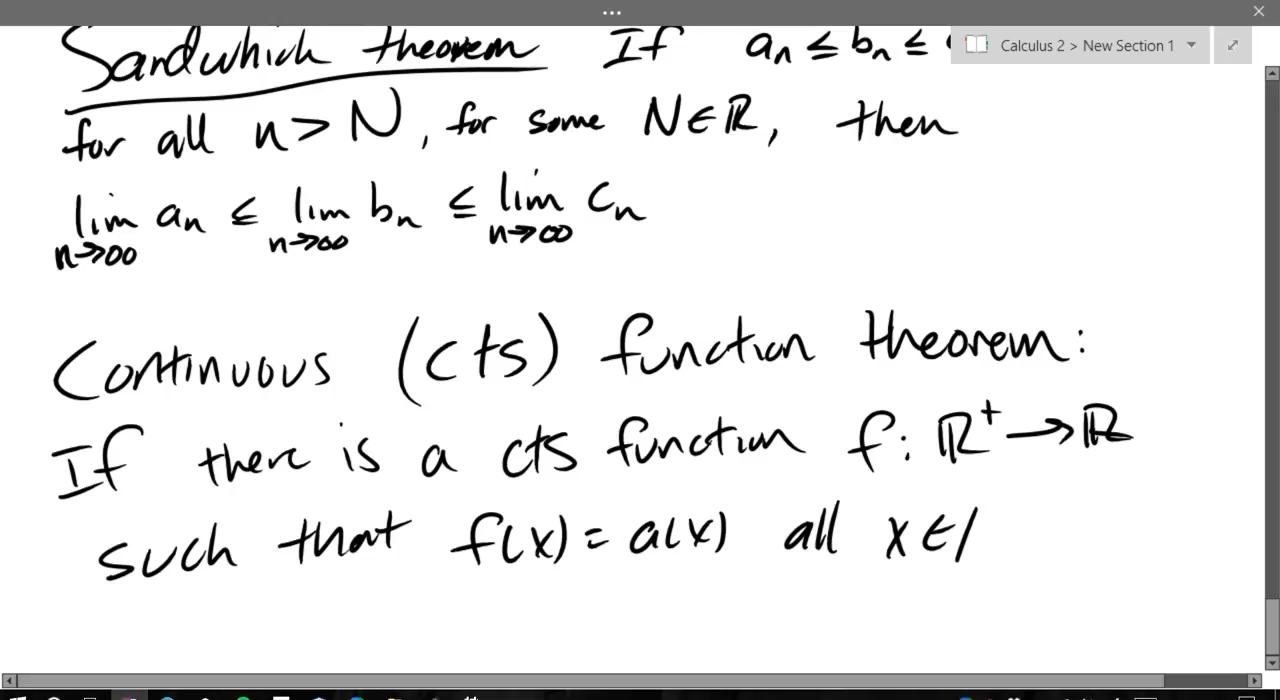 Calculus 2 > New Section 1
Sandwhich theorem If aₙ ≤ bₙ ≤
for all n > N, for some N ∈ ℝ, then
lim aₙ ≤ lim bₙ ≤ lim cₙ
n→∞ n→∞ n→∞
Continuous (cts) function theorem:
If there is a cts function f: ℝ⁺ → ℝ
such that f(x) = a(x) all x ∈